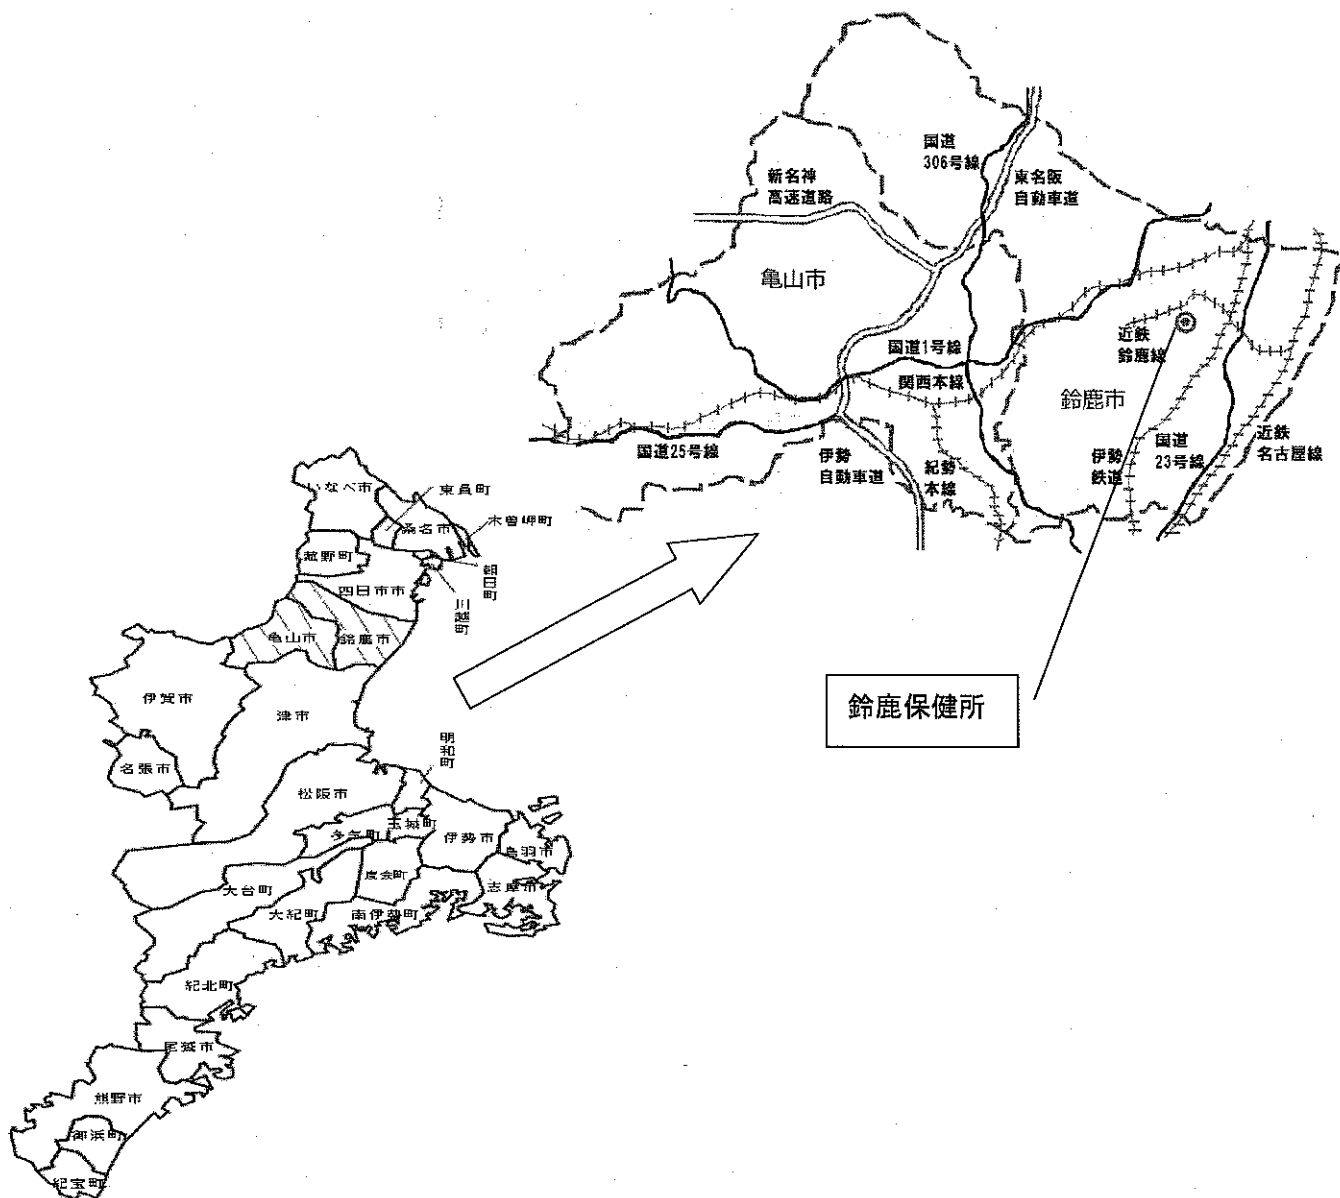 国道
306号線
新名神
高速道路
東名阪
自動車道
亀山市
近鉄
鈴鹿線
国道1号線
関西本線
鈴鹿市
国道25号線
伊勢
自動車道
紀勢
本線
伊勢
鉄道
国道
23号線
近鉄
名古屋線
鈴鹿保健所
いなべ市
東員町
桑名市
木曽岬町
菰野町
朝日町
四日市市
川越町
亀山市
鈴鹿市
伊賀市
津市
名張市
明和町
松阪市
玉城町
多気町
伊勢市
鳥羽市
度会町
大台町
志摩市
大紀町
南伊勢町
紀北町
尾鷲市
熊野市
御浜町
紀宝町